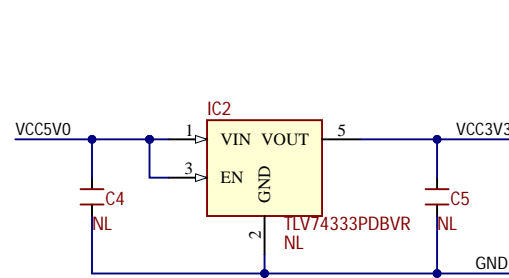 IC2
VCC5V0
1
VIN
VOUT
5
VCC3V3
3
EN
GND
C4
NL
2
TLV74333PDBVR
NL
C5
NL
GND